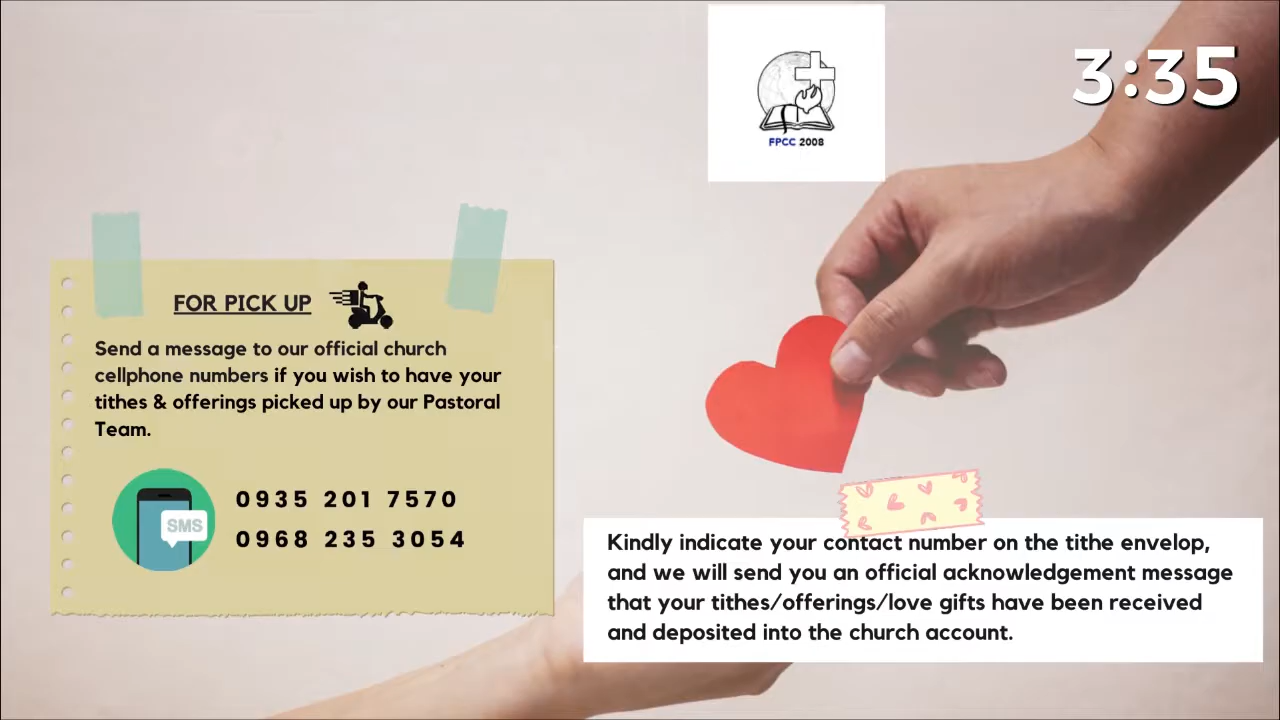 FPCC 2008
3:35
FOR PICK UP
Send a message to our official church
cellphone numbers if you wish to have your
tithes & offerings picked up by our Pastoral
Team.
SMS
0935 201 7570
0968 235 3054
Kindly indicate your contact number on the tithe envelop,
and we will send you an official acknowledgement message
that your tithes/offerings/love gifts have been received
and deposited into the church account.